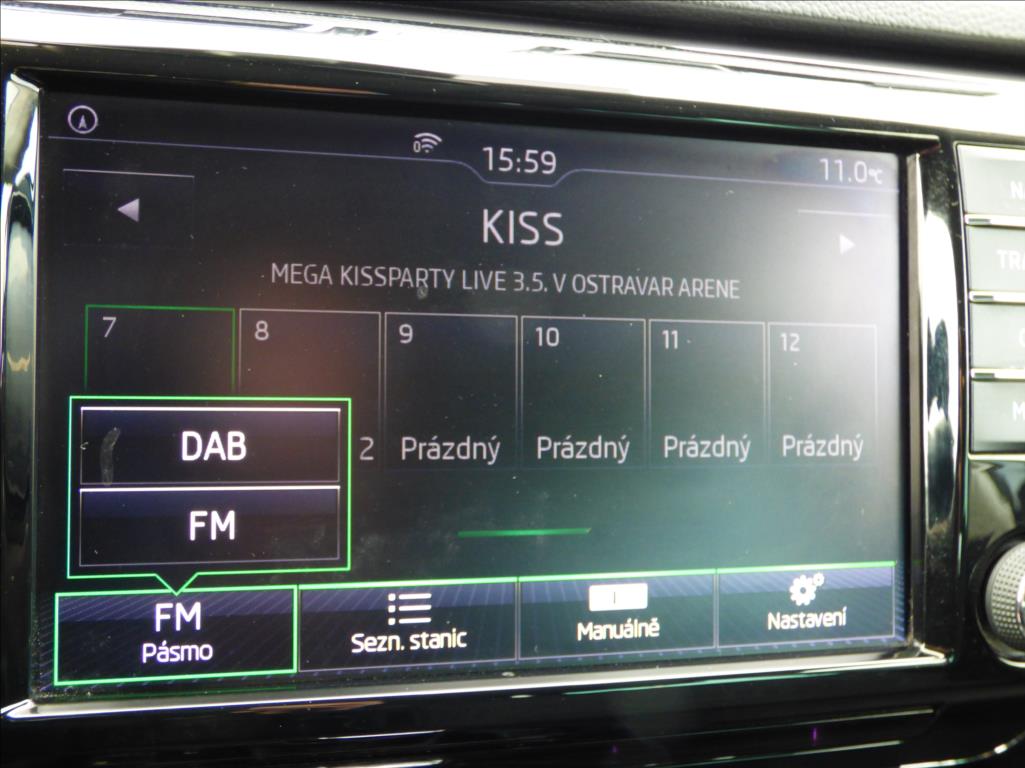 15:59
11.0°C
KISS
MEGA KISSPARTY LIVE 3.5. V OSTRAVAR ARENE
7 8 9 10 11 12
2 Prázdný Prázdný Prázdný Prázdný
DAB
FM
FM
Pásmo
Sezn. stanic
Manuálně
Nastavení